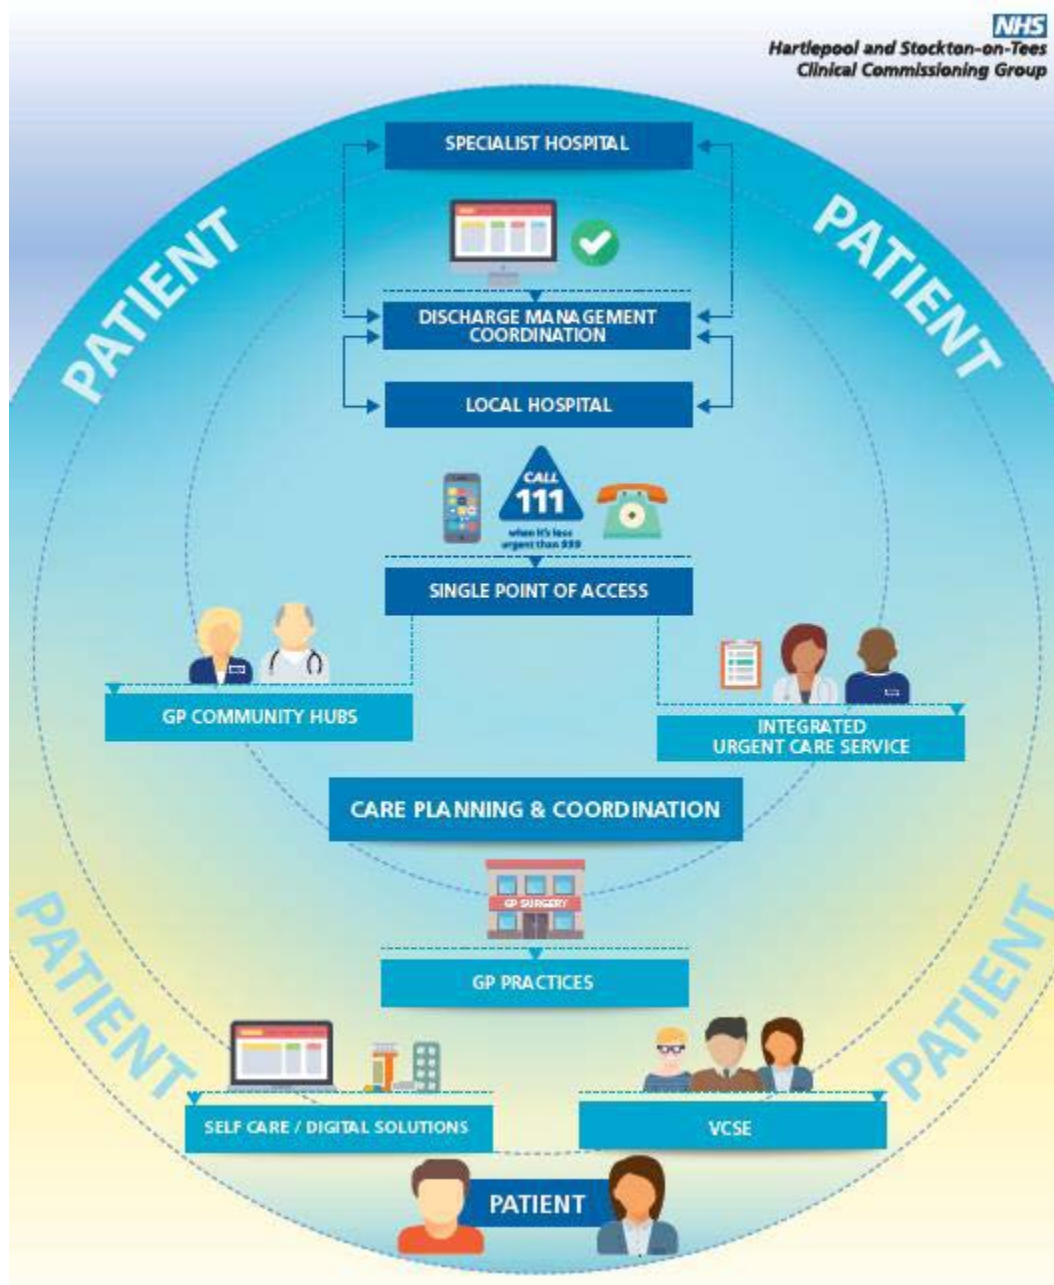 NHS
Hartlepool and Stockton-on-Tees
Clinical Commissioning Group
SPECIALIST HOSPITAL
PATIENT
PATIENT
DISCHARGE MANAGEMENT
COORDINATION
LOCAL HOSPITAL
CALL
111
when it's less
urgent than 999
SINGLE POINT OF ACCESS
GP COMMUNITY HUBS
INTEGRATED
URGENT CARE SERVICE
CARE PLANNING & COORDINATION
GP SURGERY
PATIENT
PATIENT
GP PRACTICES
SELF CARE / DIGITAL SOLUTIONS
VCSE
PATIENT